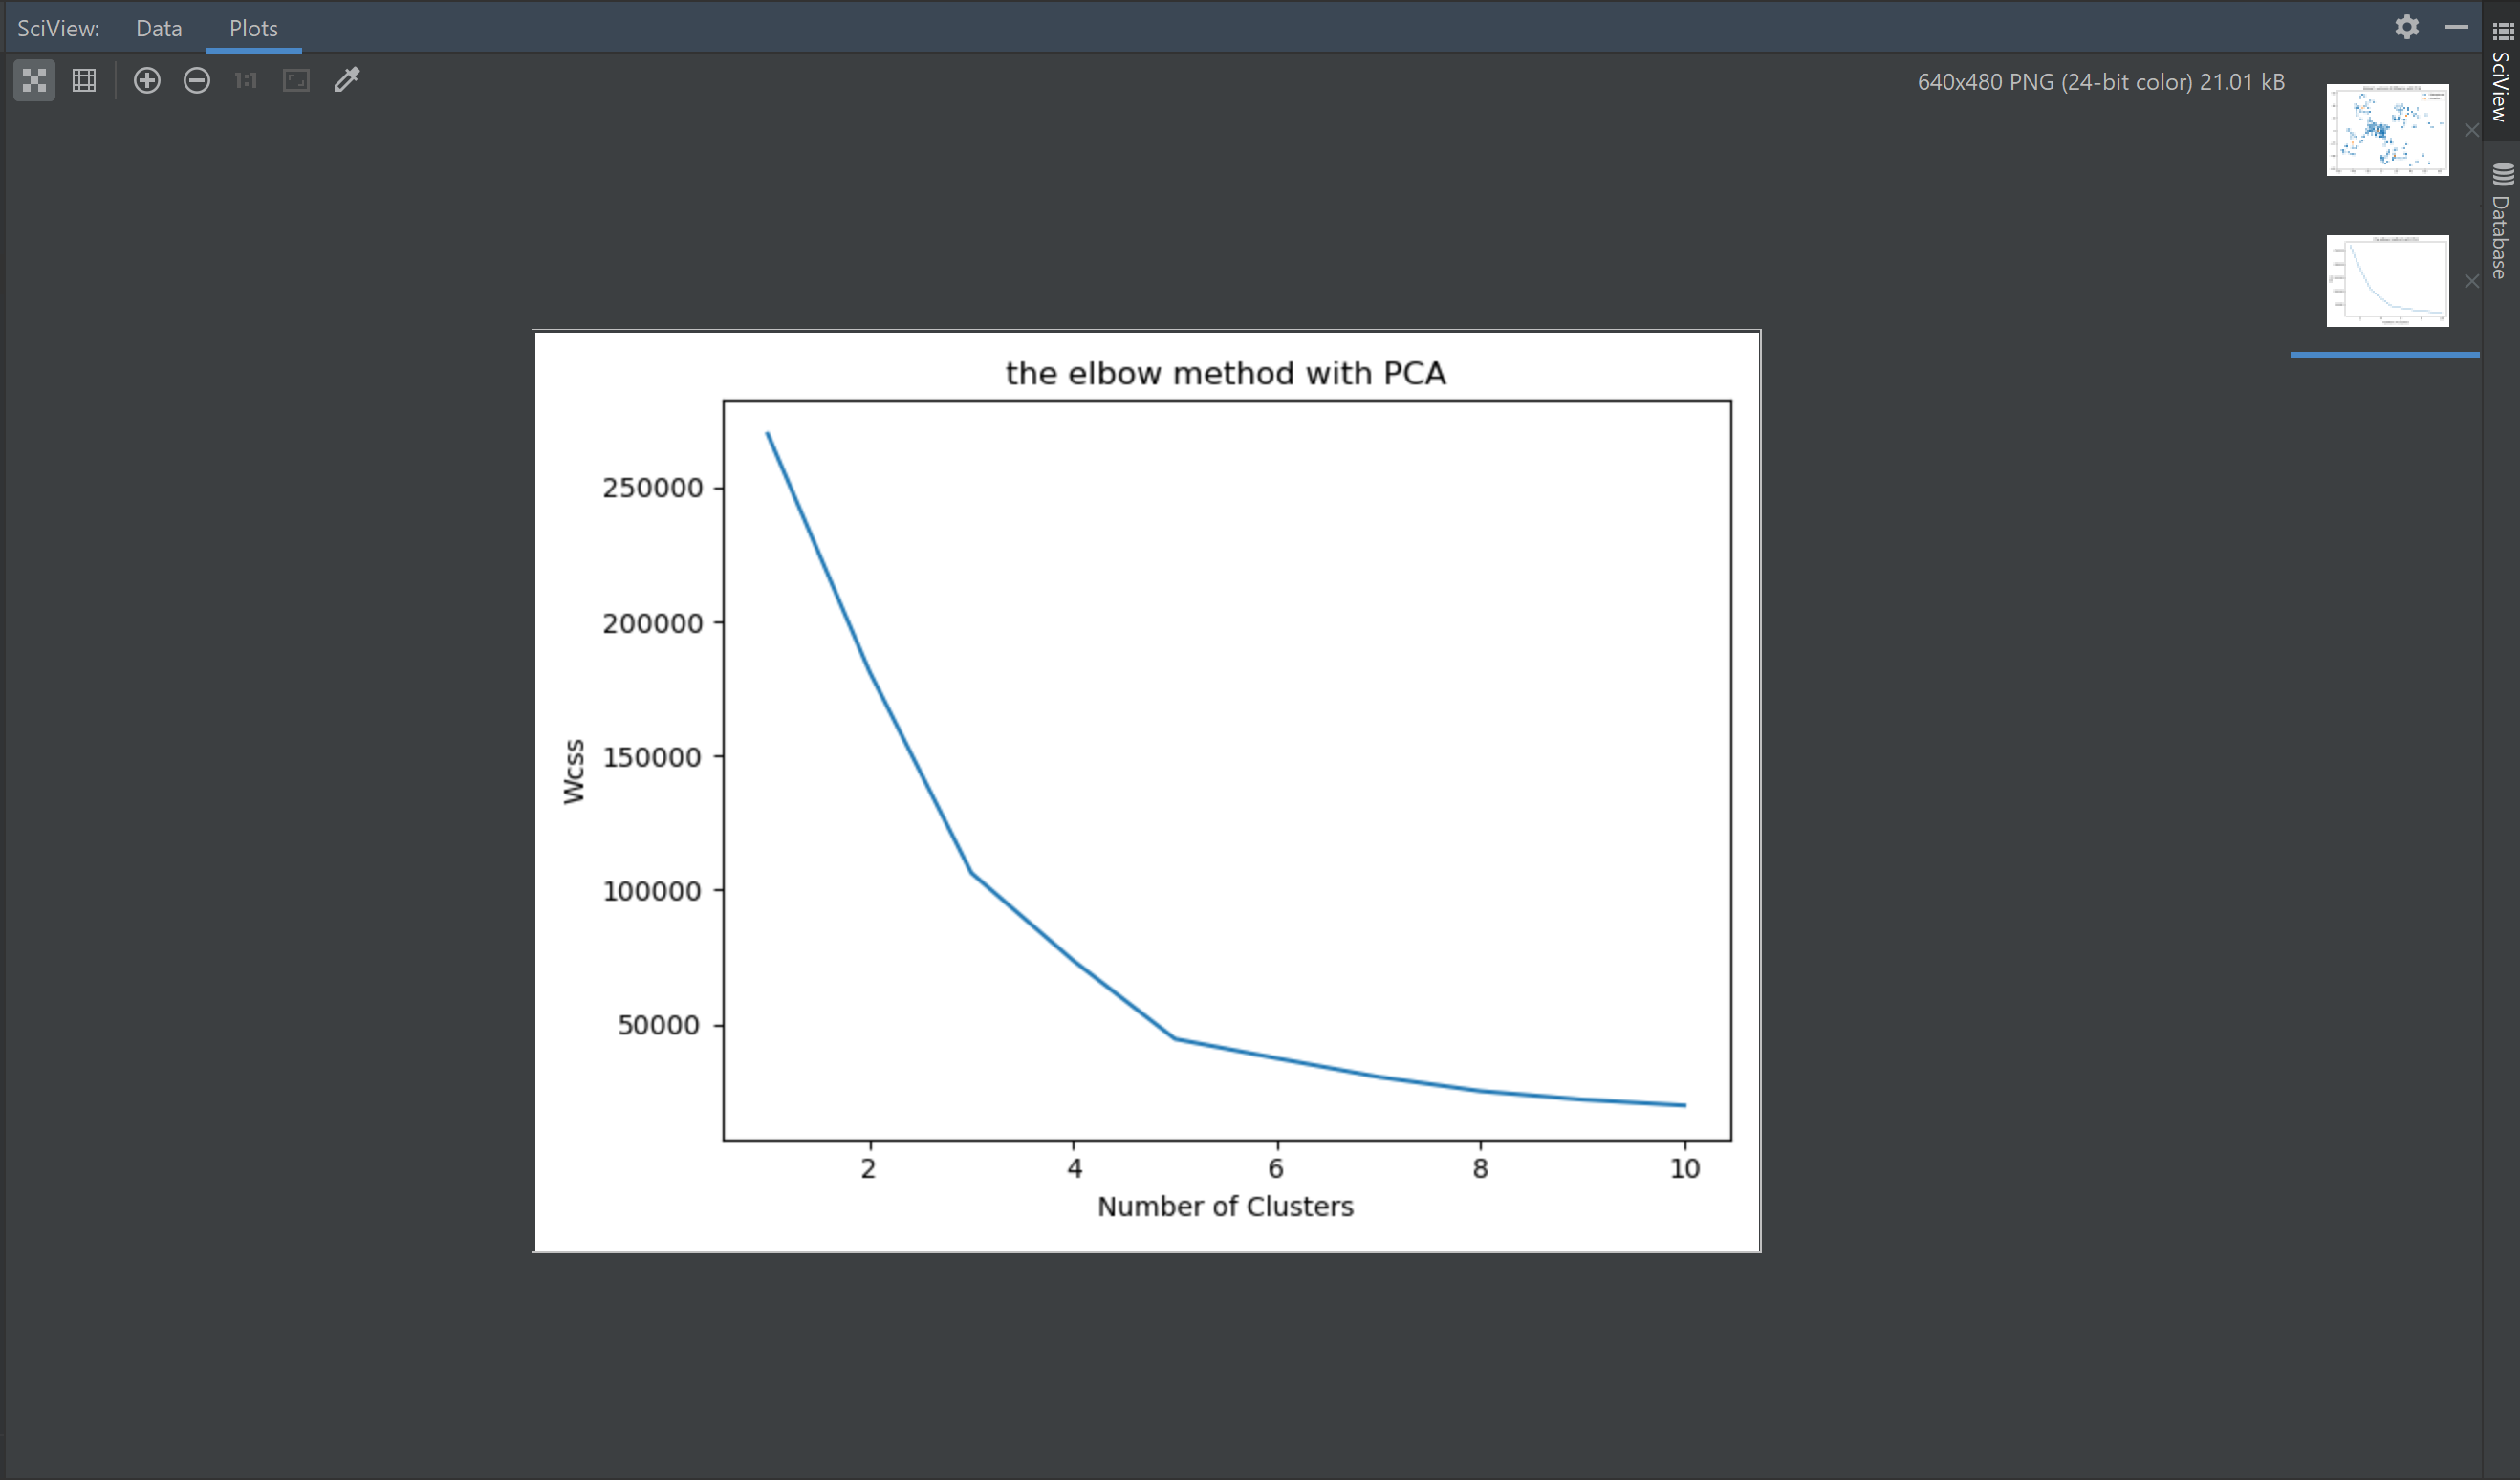 SciView: Data Plots
1:1
640x480 PNG (24-bit color) 21.01 kB
SciView
Database
the elbow method with PCA
250000
200000
150000
100000
50000
Wcss
2 4 6 8 10
Number of Clusters